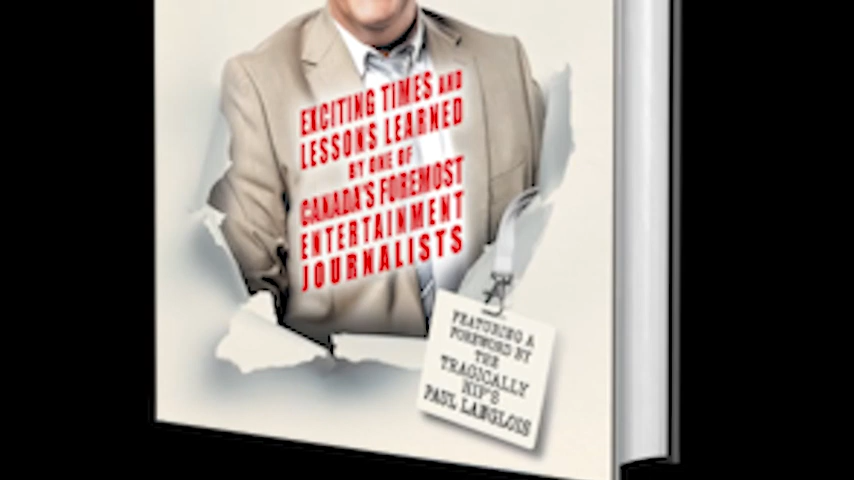 EXCITING TIMES AND
LESSONS LEARNED
BY ONE OF
CANADA'S FOREMOST
ENTERTAINMENT
JOURNALISTS
FEATURING A
FOREWORD BY
THE
TRAGICALLY
HIP'S
PAUL LANGLOIS